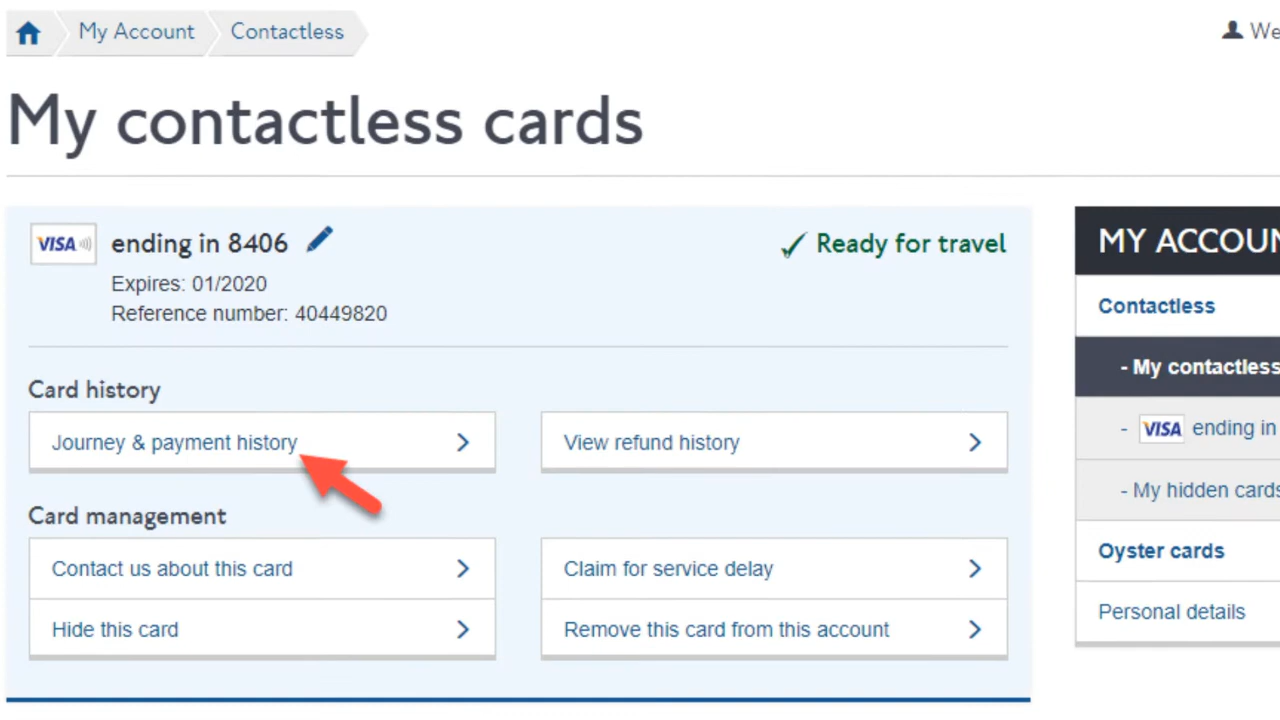 My Account
Contactless
We
My contactless cards
VISA
ending in 8406
Ready for travel
Expires: 01/2020
Reference number: 40449820
Card history
Journey & payment history
View refund history
Card management
Contact us about this card
Claim for service delay
Hide this card
Remove this card from this account
MY ACCOUN
Contactless
- My contactless
- VISA ending in
- My hidden cards
Oyster cards
Personal details